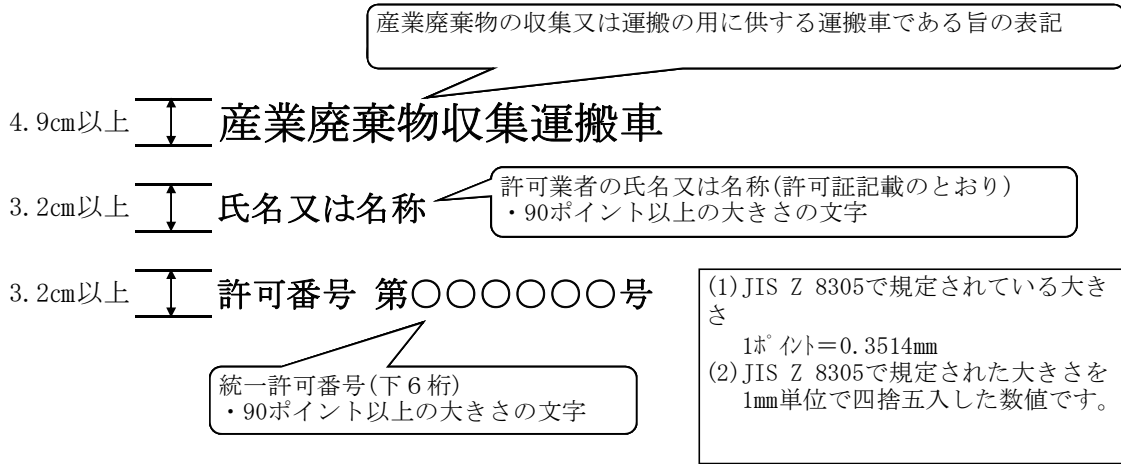 産業廃棄物の収集又は運搬の用に供する運搬車である旨の表記
4.9cm以上
産業廃棄物収集運搬車
3.2cm以上
氏名又は名称
許可業者の氏名又は名称(許可証記載のとおり)
・90ポイント以上の大きさの文字
3.2cm以上
許可番号 第○○○○○○号
統一許可番号(下６桁)
・90ポイント以上の大きさの文字
(1)JIS Z 8305で規定されている大き
さ
1ﾎﾟｲﾝﾄ＝0.3514mm
(2)JIS Z 8305で規定された大きさを
1mm単位で四捨五入した数値です。